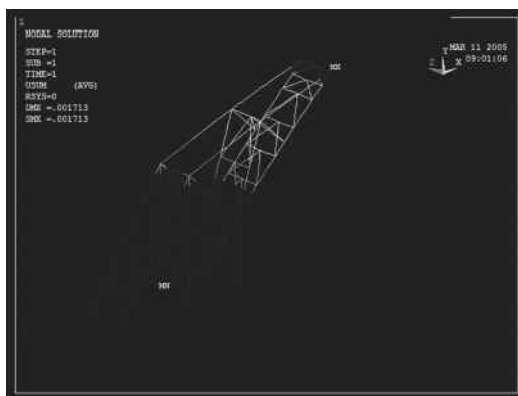 1
NODAL SOLUTION
STEP=1
SUB =1
TIME=1
USUM (AVG)
RSYS=0
DMX =.001713
SMX =.001713
MAR 11 2005
09:01:06
Y
Z X
MX
MN